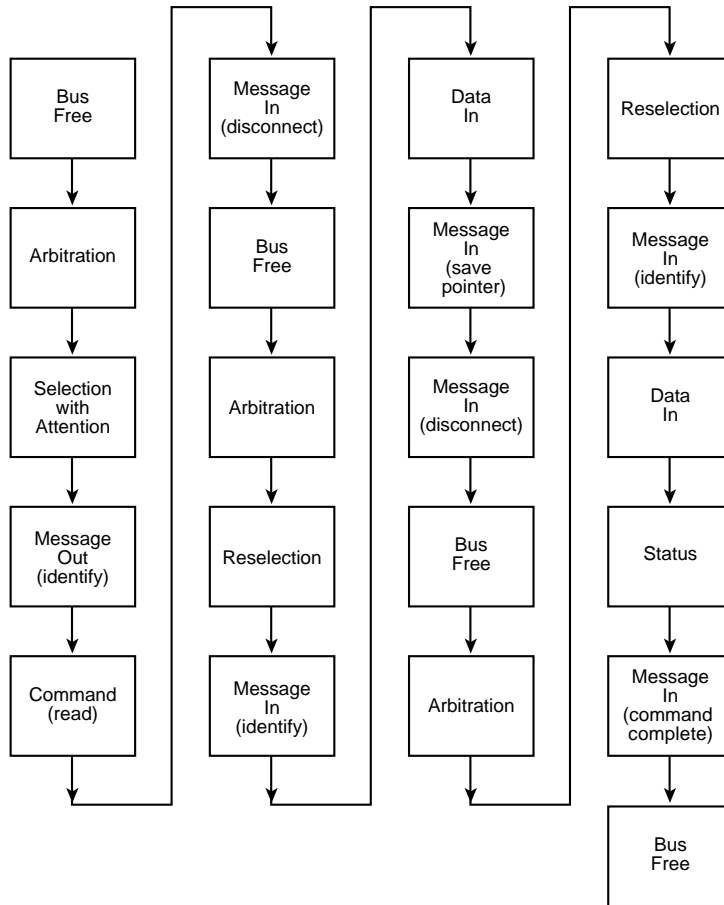 Bus
Free
Arbitration
Selection
with
Attention
Message
Out
(identify)
Command
(read)
Message
In
(disconnect)
Bus
Free
Arbitration
Reselection
Message
In
(identify)
Data
In
Message
In
(save
pointer)
Message
In
(disconnect)
Bus
Free
Arbitration
Reselection
Message
In
(identify)
Data
In
Status
Message
In
(command
complete)
Bus
Free